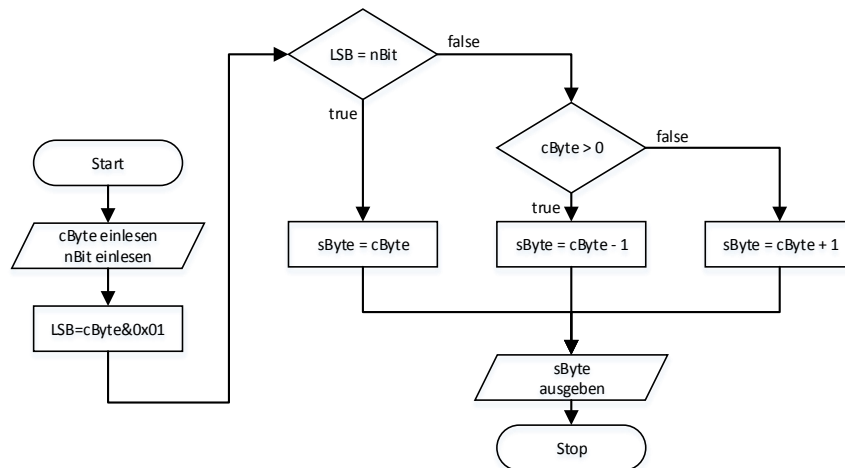 Start
cByte einlesen
nBit einlesen
LSB=cByte&0x01
LSB = nBit
true
false
cByte > 0
true
false
sByte = cByte
sByte = cByte - 1
sByte = cByte + 1
sByte
ausgeben
Stop